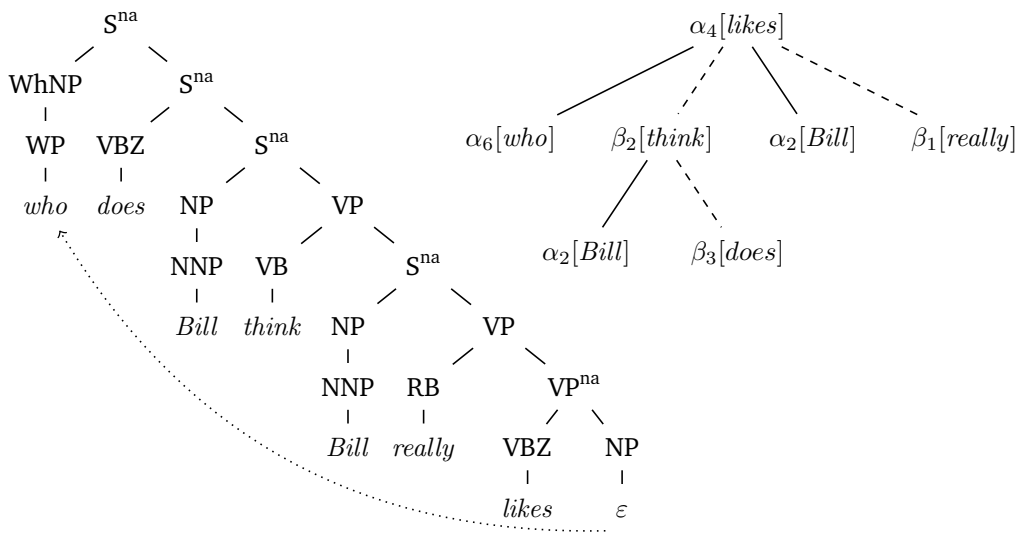 S^na α₄[likes]
WhNP S^na
WP VBZ S^na α₆[who] β₂[think] α₂[Bill] β₁[really]
who does NP VP
NNP VB S^na α₂[Bill] β₃[does]
Bill think NP VP
NNP RB VP^na
Bill really VBZ NP
likes ε